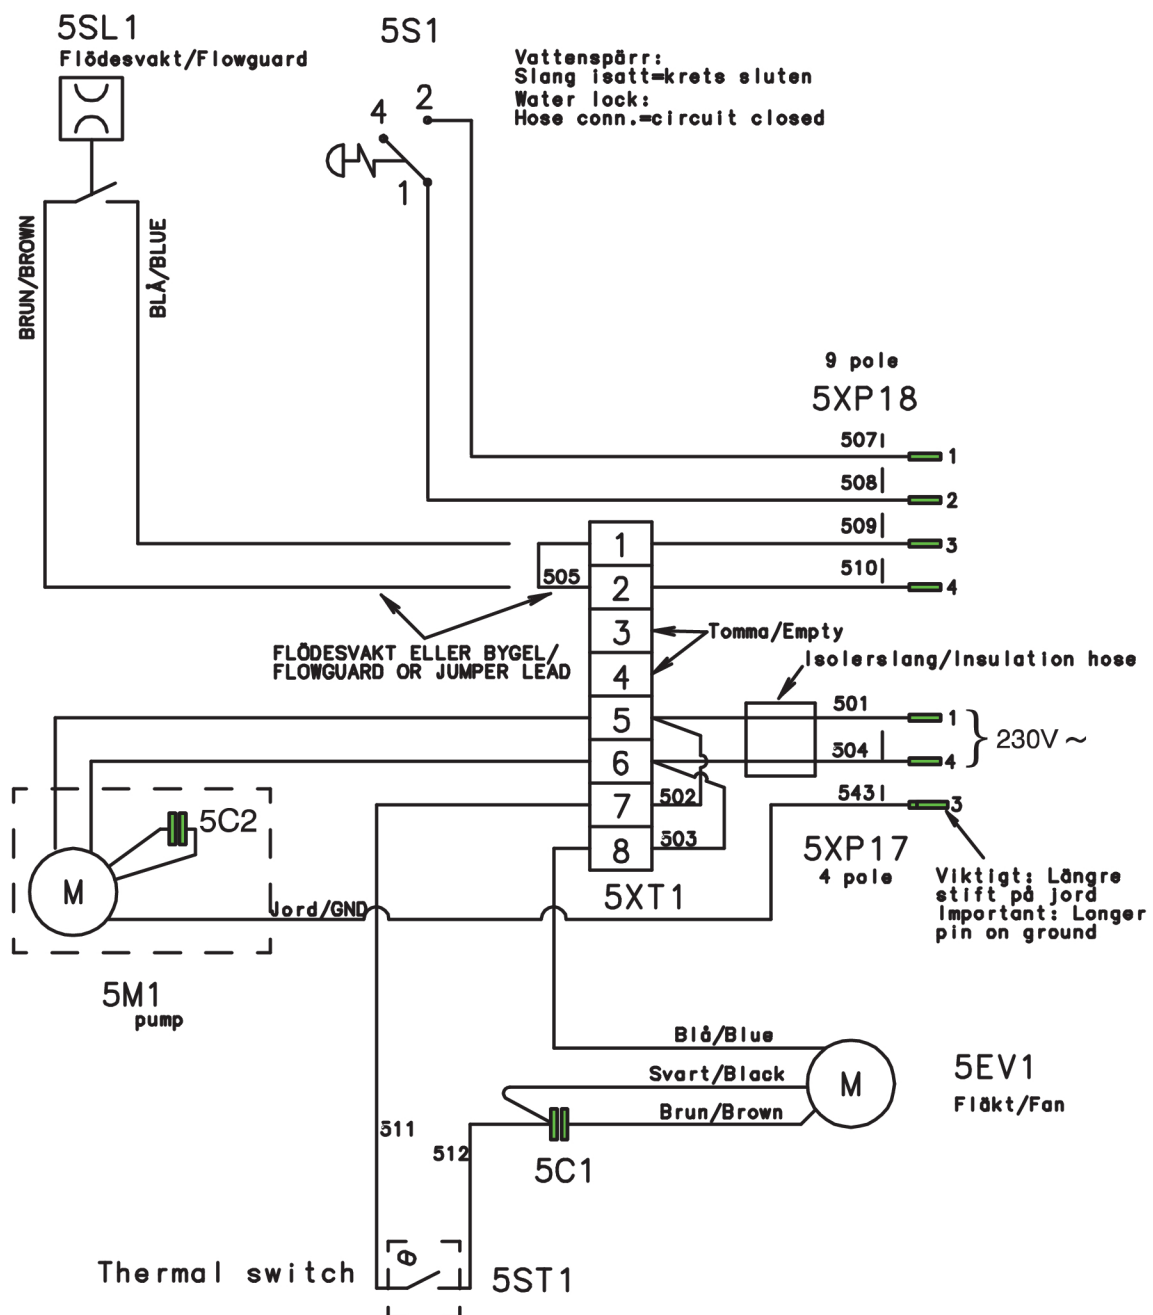 5SL1
Flödesvakt/Flowguard
5S1
Vattenspärr:
Slang isatt=krets sluten
Water lock:
Hose conn.=circuit closed
4
2
1
BRUN/BROWN
BLÅ/BLUE
9 pole
5XP18
507
1
508
2
509
3
510
4
1
2
3
4
5
6
7
8
505
FLÖDESVAKT ELLER BYGEL/
FLOWGUARD OR JUMPER LEAD
Tomma/Empty
Isolerslang/Insulation hose
501
1
504
4
230V ~
502
503
543
3
5XP17
4 pole
5XT1
Viktigt: Längre
stift på jord
Important: Longer
pin on ground
5C2
M
Jord/GND
5M1
pump
Blå/Blue
Svart/Black
Brun/Brown
M
5EV1
Fläkt/Fan
511
512
5C1
θ
Thermal switch
5ST1